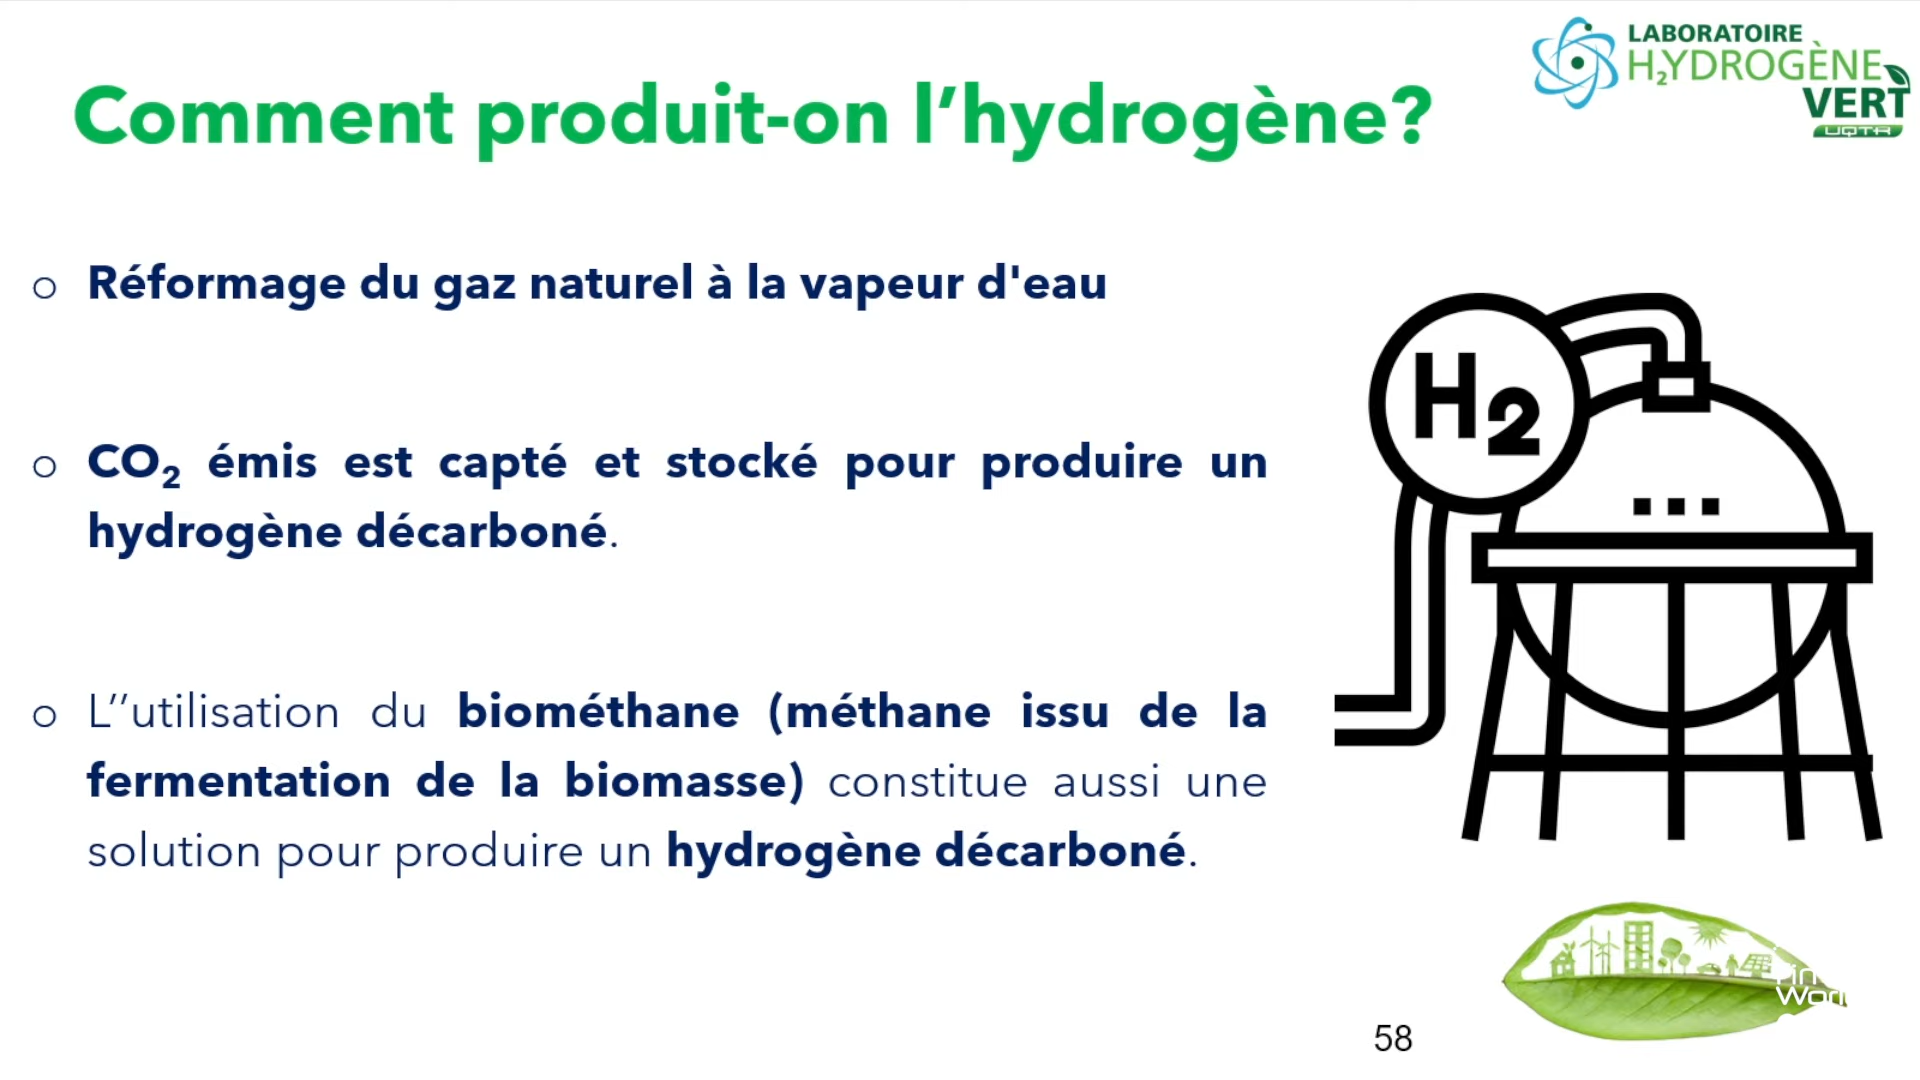 LABORATOIRE
H₂YDROGÈNE
VERT
UQTR
Comment produit-on l’hydrogène?
Réformage du gaz naturel à la vapeur d'eau
CO₂ émis est capté et stocké pour produire un
hydrogène décarboné.
L’’utilisation du biométhane (méthane issu de la
fermentation de la biomasse) constitue aussi une
solution pour produire un hydrogène décarboné.
H₂
58